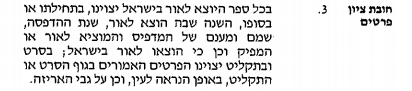 חובת ציון פרטים
3. בכל ספר היוצא לאור בישראל יצוינו, בתחילתו או
בסופו, השנה שבת הוצא לאור, שנת ההדפסה,
שמם ומענם של המדפיס והמוציא לאור או
המפיק וכן כי הוצאו לאור בישראל; בסרט
ובתקליט יצוינו הפרטים האמורים בגוף הסרט או
התקליט, באופן הנראה לעין, וכן על גבי האריזה.